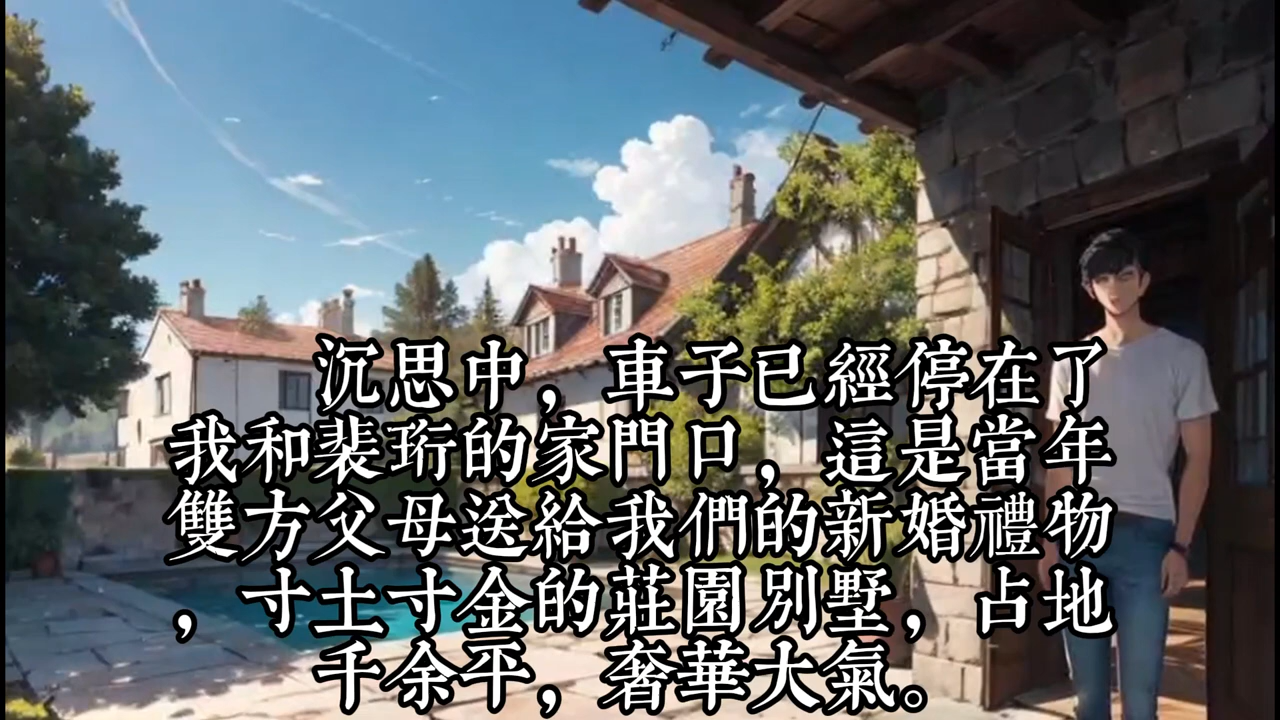 沉思中，車子已經停在了
我和裴珩的家門口，這是當年
雙方父母送給我們的新婚禮物
，寸土寸金的莊園別墅，占地
千余平，奢華大氣。